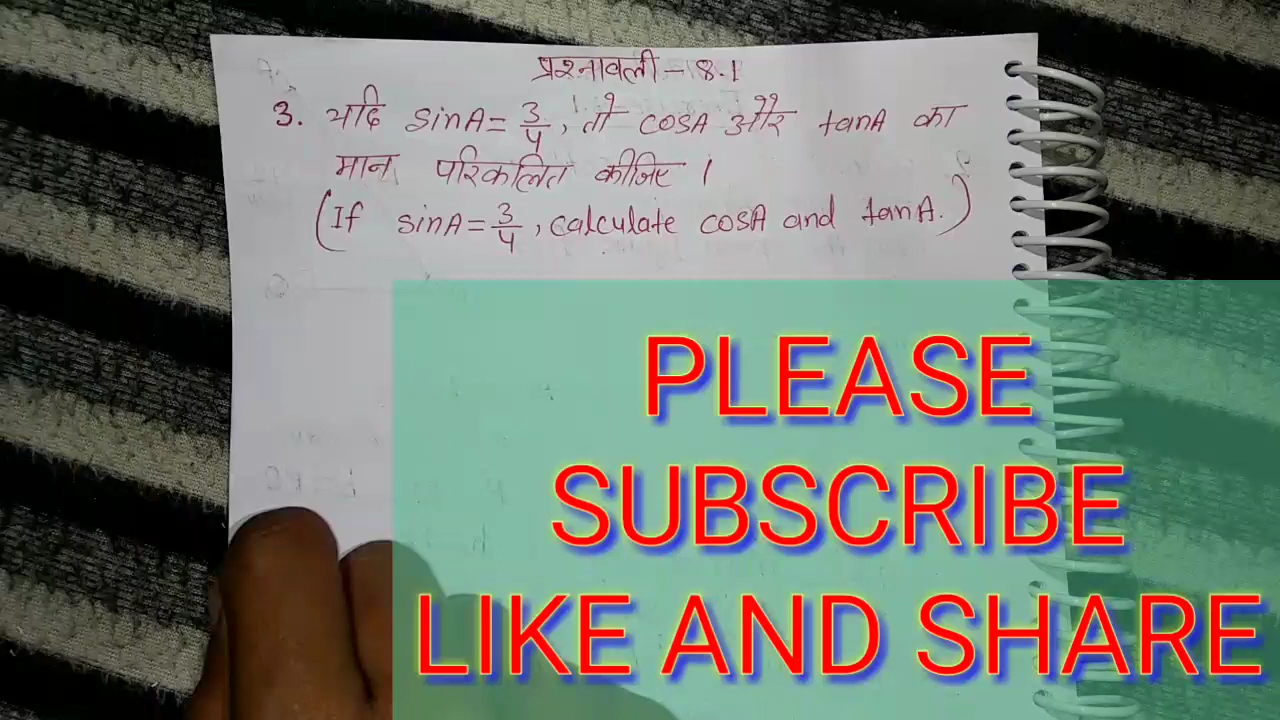 प्रश्नावली - 8.1
3. यदि sinA = 3/4, तो cosA और tanA का
मान परिकलित कीजिए ।
(If sinA = 3/4, calculate cosA and tanA.)
PLEASE
SUBSCRIBE
LIKE AND SHARE